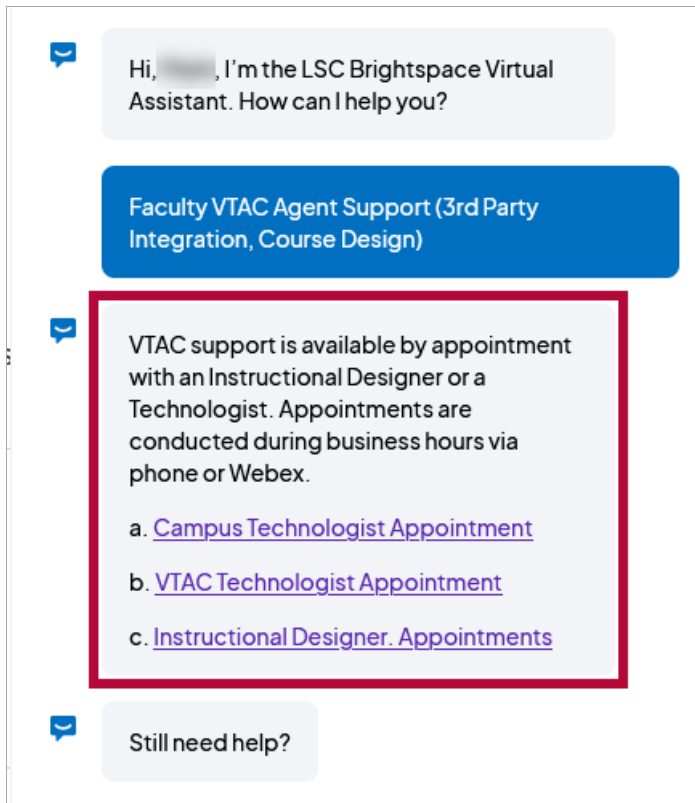 Hi, , I'm the LSC Brightspace Virtual
Assistant. How can I help you?
Faculty VTAC Agent Support (3rd Party
Integration, Course Design)
VTAC support is available by appointment
with an Instructional Designer or a
Technologist. Appointments are
conducted during business hours via
phone or Webex.
a. Campus Technologist Appointment
b. VTAC Technologist Appointment
c. Instructional Designer. Appointments
Still need help?